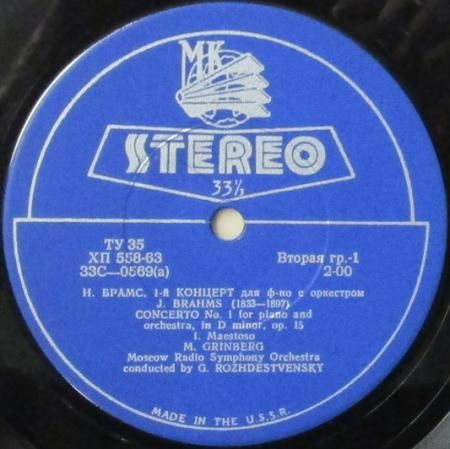 МК
STEREO
33⅓
ТУ 35
ХП 558-63
33С—0569(а)
Вторая гр.-1
2-00
И. БРАМС. 1-й КОНЦЕРТ для ф-но с оркестром
J. BRAHMS (1833—1897)
CONCERTO No. 1 for piano and
orchestra, in D minor, op. 15
I. Maestoso
M. GRINBERG
Moscow Radio Symphony Orchestra
conducted by G. ROZHDESTVENSKY
MADE IN THE U.S.S.R.